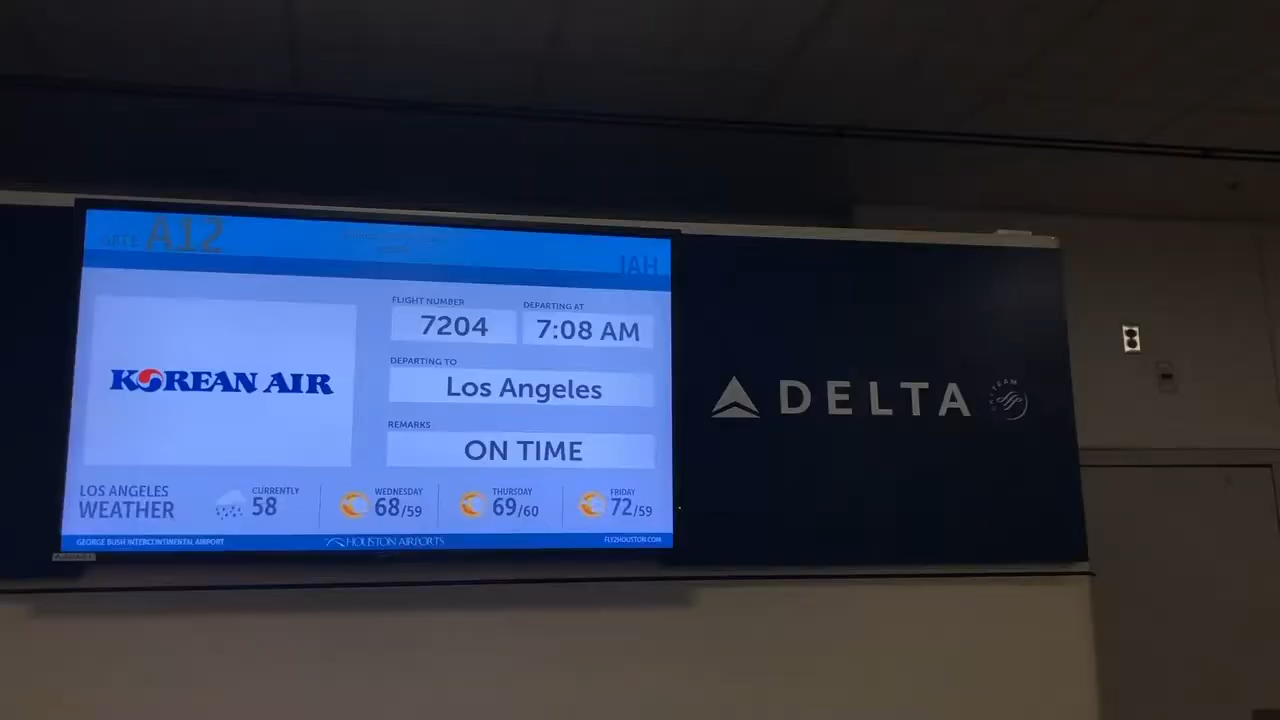 GATE A12
IAH
KOREAN AIR
FLIGHT NUMBER
7204
DEPARTING AT
7:08 AM
DEPARTING TO
Los Angeles
REMARKS
ON TIME
LOS ANGELES
WEATHER
CURRENTLY
58
WEDNESDAY
68/59
THURSDAY
69/60
FRIDAY
72/59
GEORGE BUSH INTERCONTINENTAL AIRPORT
HOUSTON AIRPORTS
FLY2HOUSTON.COM
DELTA
SKYTEAM